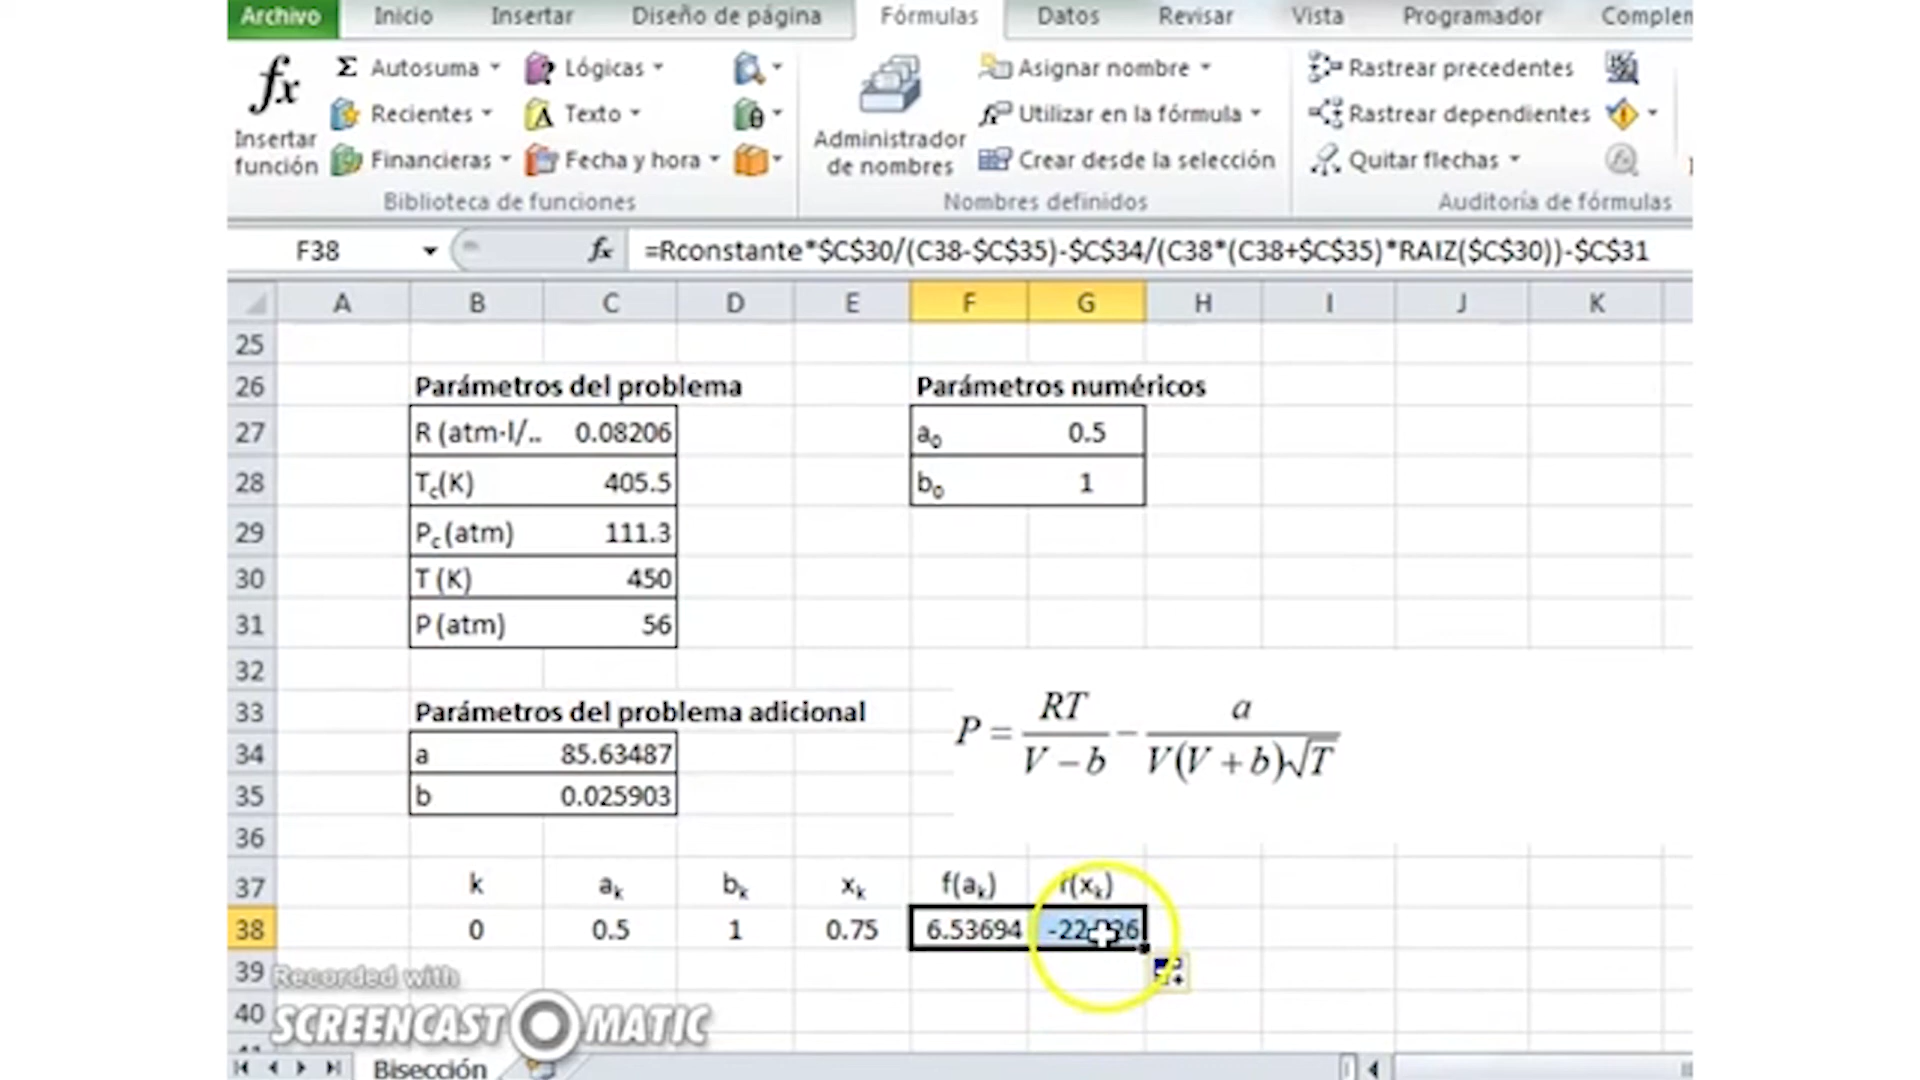 Archivo Inicio Insertar Diseño de página Fórmulas Datos Revisar Vista Programador Complem
fx Σ Autosuma Lógicas Asignar nombre Rastrear precedentes
Recientes Texto Utilizar en la fórmula Rastrear dependientes
Insertar función Financieras Fecha y hora Administrador de nombres Crear desde la selección Quitar flechas
Biblioteca de funciones Nombres definidos Auditoría de fórmulas
F38 fx =Rconstante*$C$30/(C38-$C$35)-$C$34/(C38*(C38+$C$35)*RAIZ($C$30))-$C$31
A B C D E F G H I J K
25
26 Parámetros del problema Parámetros numéricos
27 R (atm·l/.. 0.08206 a₀ 0.5
28 Tc(K) 405.5 b₀ 1
29 Pc (atm) 111.3
30 T (K) 450
31 P (atm) 56
32
33 Parámetros del problema adicional
P = RT / (V − b) − a / (V(V + b)√T)
34 a 85.63487
35 b 0.025903
36
37 k aₖ bₖ xₖ f(aₖ) f(xₖ)
38 0 0.5 1 0.75 6.53694
39 Recorded with
40 SCREENCAST MATIC
Bisección